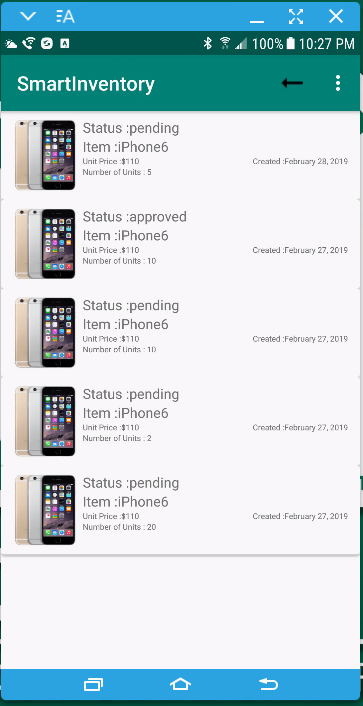 100% 10:27 PM
SmartInventory
Status :pending
Item :iPhone6
Unit Price :$110
Created :February 28, 2019
Number of Units : 5
Status :approved
Item :iPhone6
Unit Price :$110
Created :February 27, 2019
Number of Units : 10
Status :pending
Item :iPhone6
Unit Price :$110
Created :February 27, 2019
Number of Units : 10
Status :pending
Item :iPhone6
Unit Price :$110
Created :February 27, 2019
Number of Units : 2
Status :pending
Item :iPhone6
Unit Price :$110
Created :February 27, 2019
Number of Units : 20